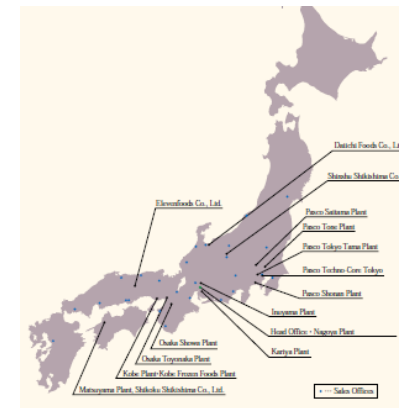 Daiichi Foods Co., Lt
Shinshu Shikishima Co
Elevenfoods Co., Ltd.
Pasco Saitama Plant
Pasco Tone Plant
Pasco Tokyo Tama Plant
Pasco Techno-Core Tokyo
Pasco Shonan Plant
Inuyama Plant
Head Office・Nagoya Plant
Kariya Plant
Osaka Showa Plant
Osaka Toyonaka Plant
Kobe Plant•Kobe Frozen Foods Plant
Matsuyama Plant, Shikoku Shikishima Co., Ltd.
• ··· Sales Offices